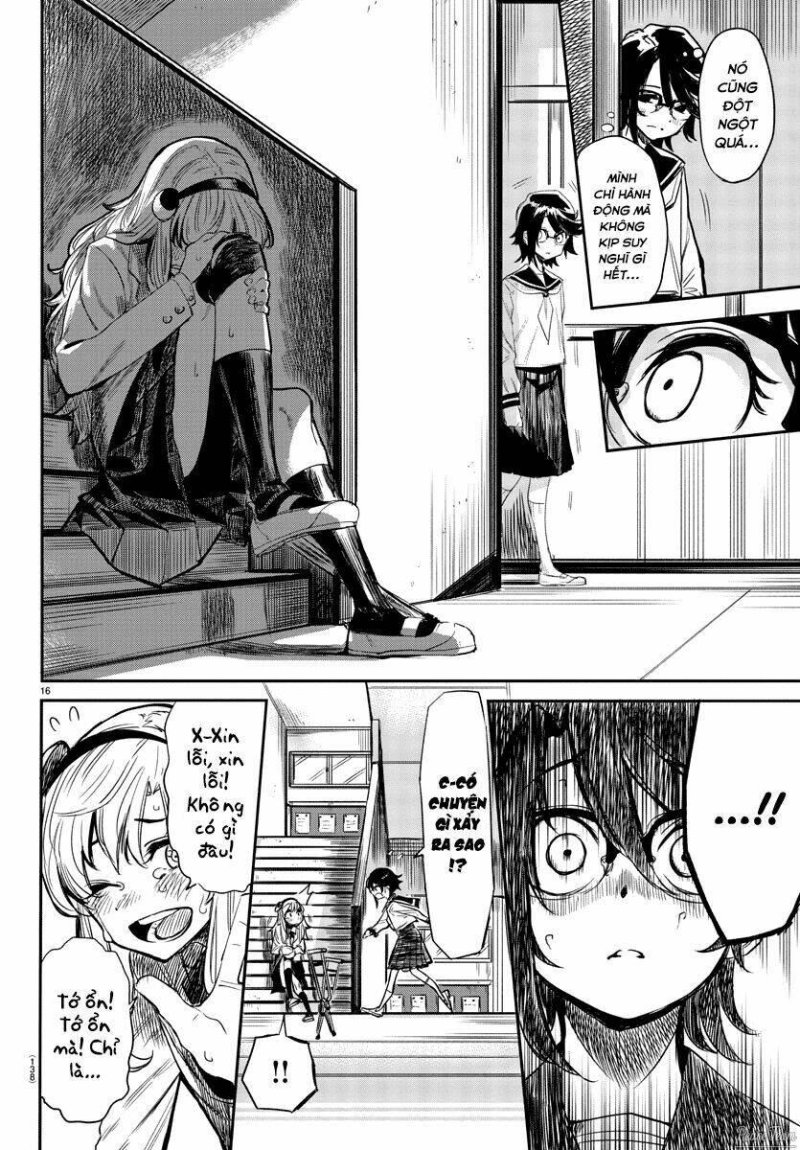 NÓ
CŨNG
ĐỘT
NGỘT
QUÁ...
MÌNH
CHỈ HÀNH
ĐỘNG MÀ
KHÔNG
KỊP SUY
NGHĨ GÌ
HẾT...
16
...!!
C-CÓ
CHUYỆN
GÌ XẢY
RA SAO
!?
!!
X-Xin
lỗi, xin
lỗi!
Không
có gì
đâu!
Tớ ổn!
Tớ ổn
mà! Chỉ
là...
(138)